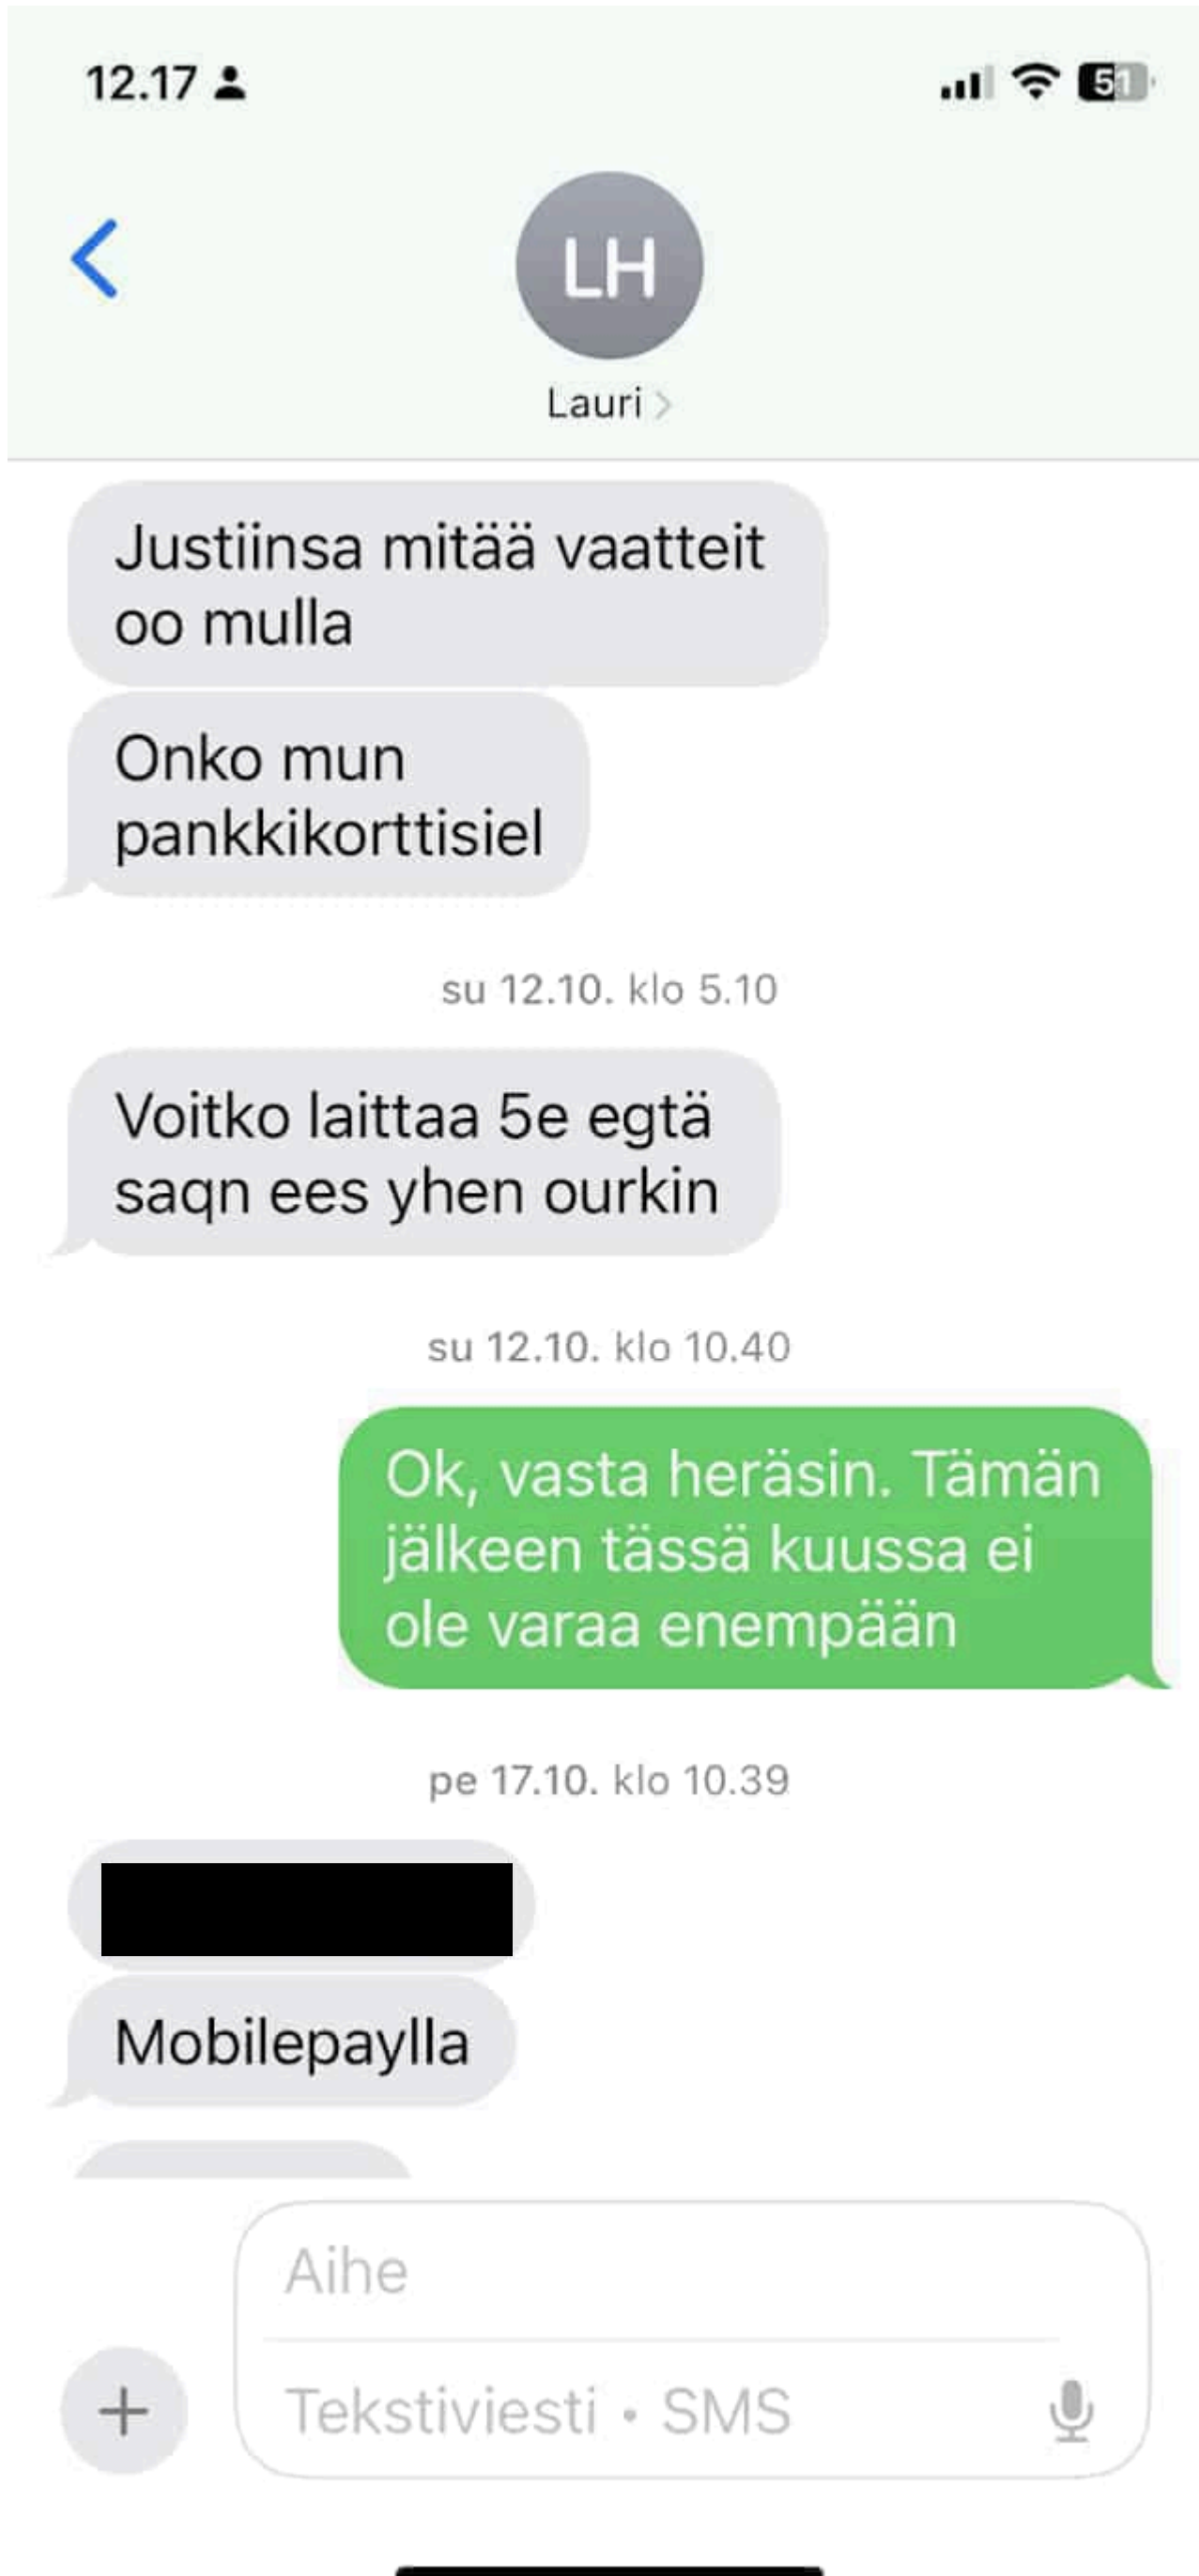 12.17
51
LH
Lauri
Justiinsa mitää vaatteit
oo mulla
Onko mun
pankkikorttisiel
su 12.10. klo 5.10
Voitko laittaa 5e egtä
saqn ees yhen ourkin
su 12.10. klo 10.40
Ok, vasta heräsin. Tämän
jälkeen tässä kuussa ei
ole varaa enempään
pe 17.10. klo 10.39
Mobilepaylla
Aihe
Tekstiviesti • SMS